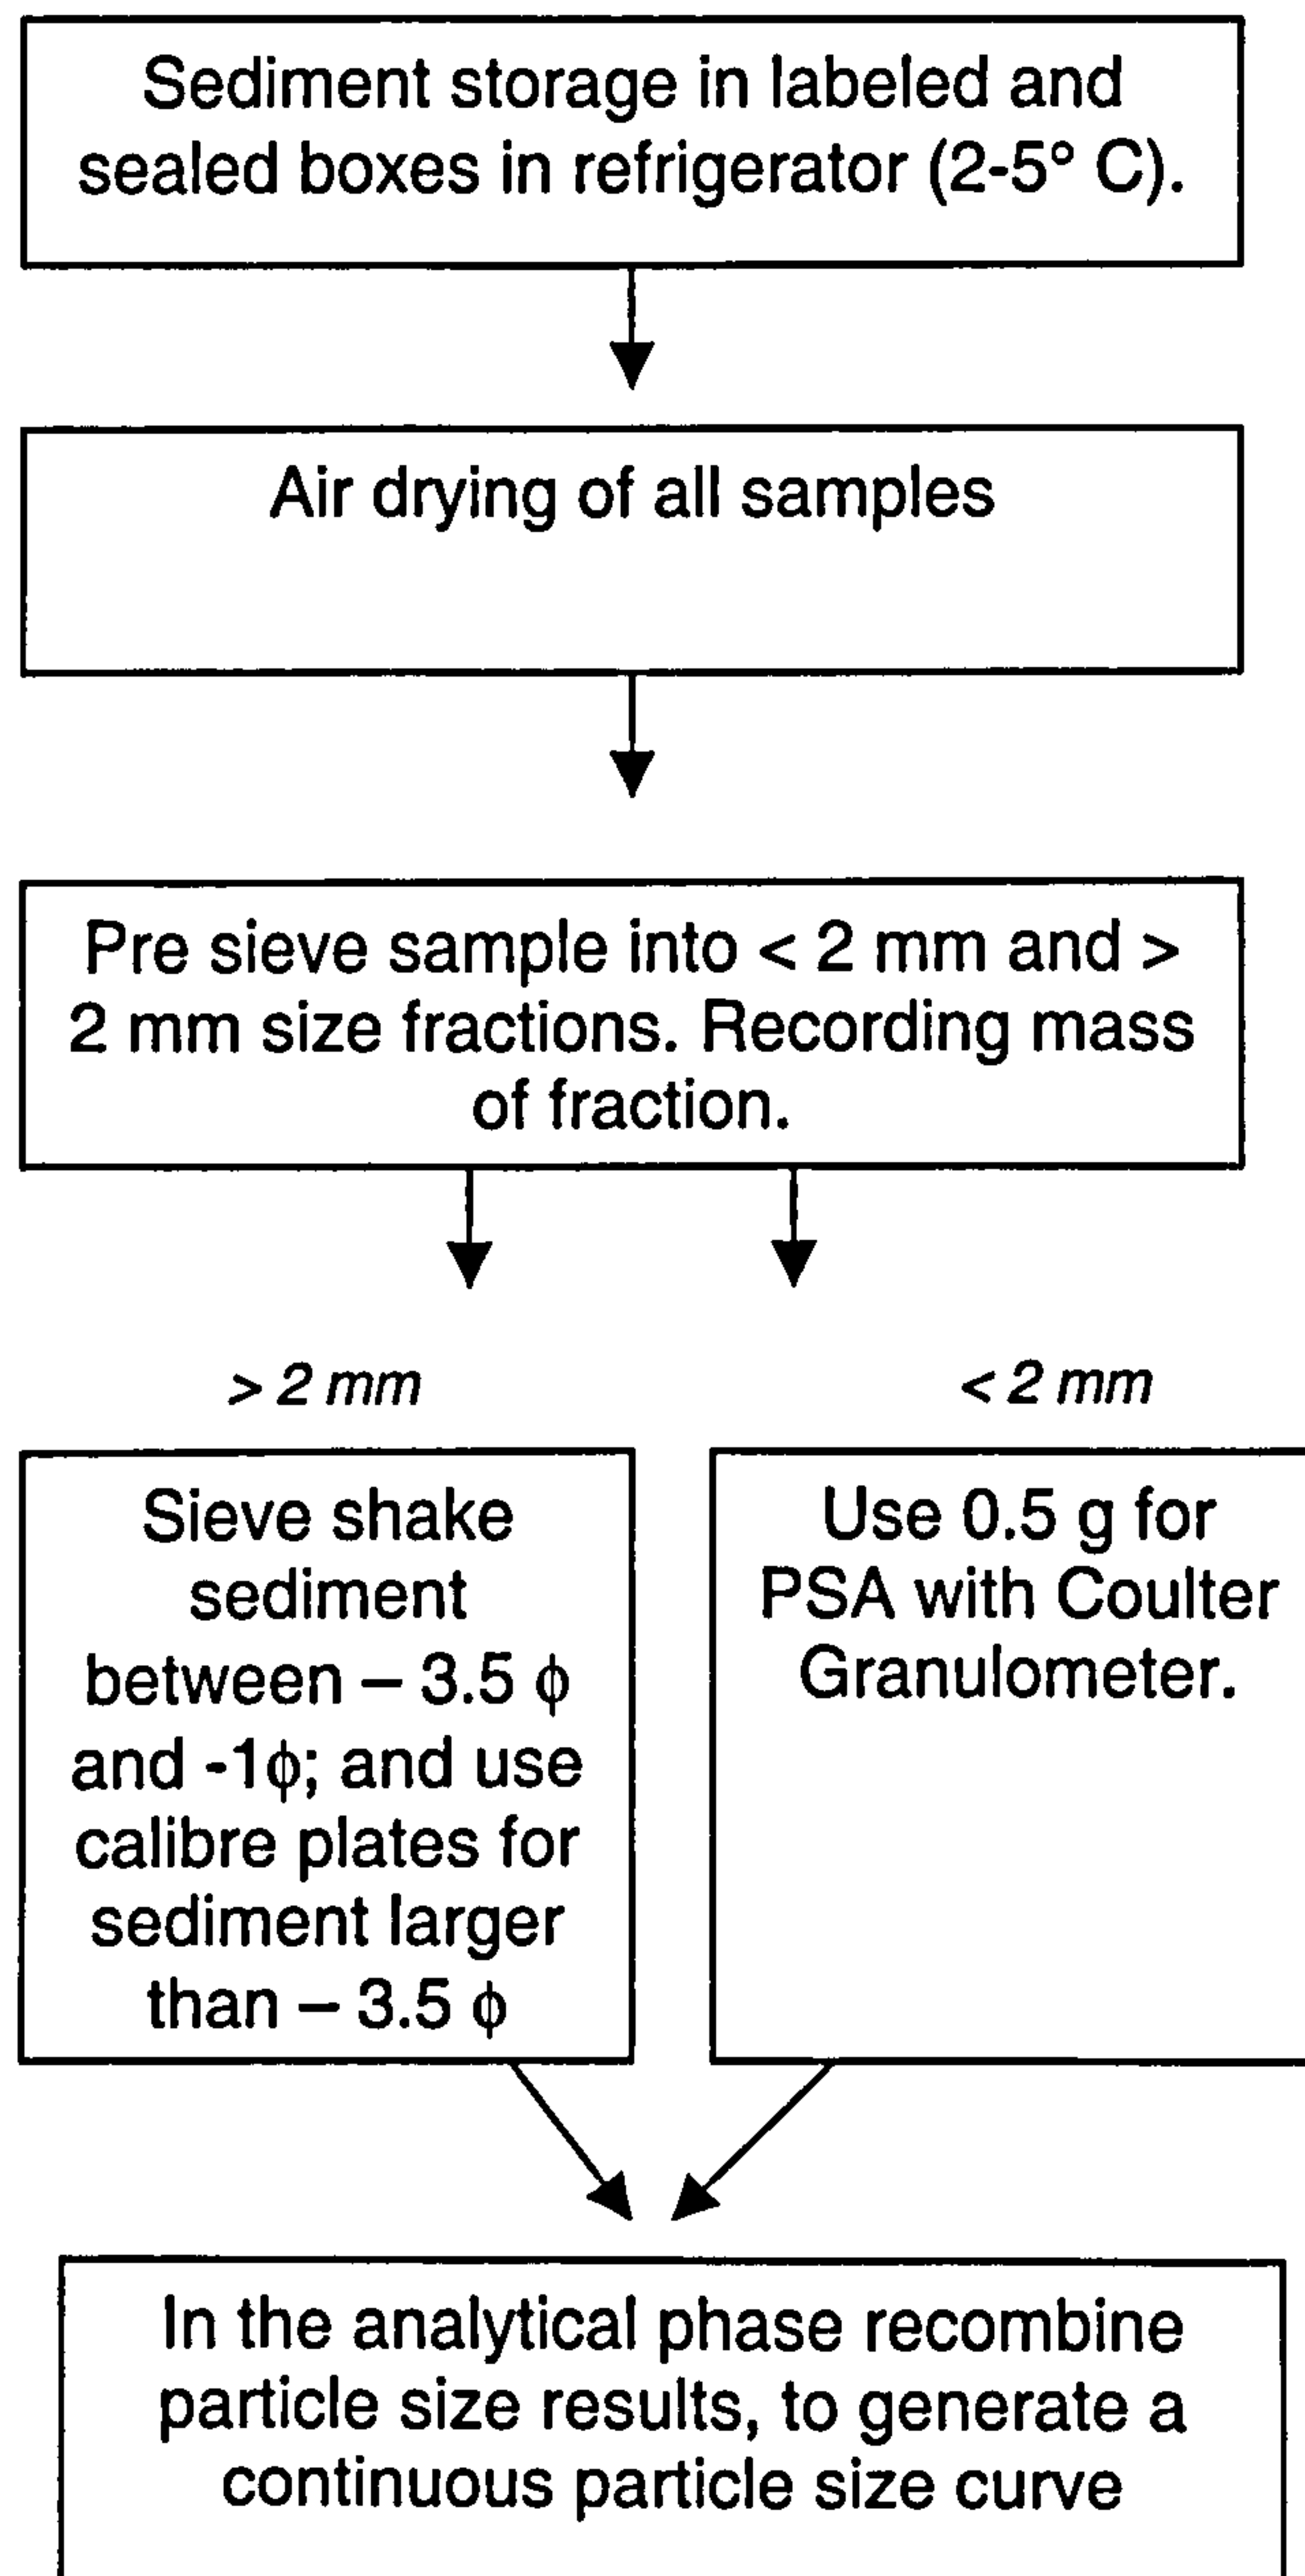 Sediment storage in labeled and
sealed boxes in refrigerator (2-5° C).
Air drying of all samples
Pre sieve sample into < 2 mm and >
2 mm size fractions. Recording mass
of fraction.
> 2 mm
< 2 mm
Sieve shake
sediment
between – 3.5 ϕ
and -1ϕ; and use
calibre plates for
sediment larger
than – 3.5 ϕ
Use 0.5 g for
PSA with Coulter
Granulometer.
In the analytical phase recombine
particle size results, to generate a
continuous particle size curve